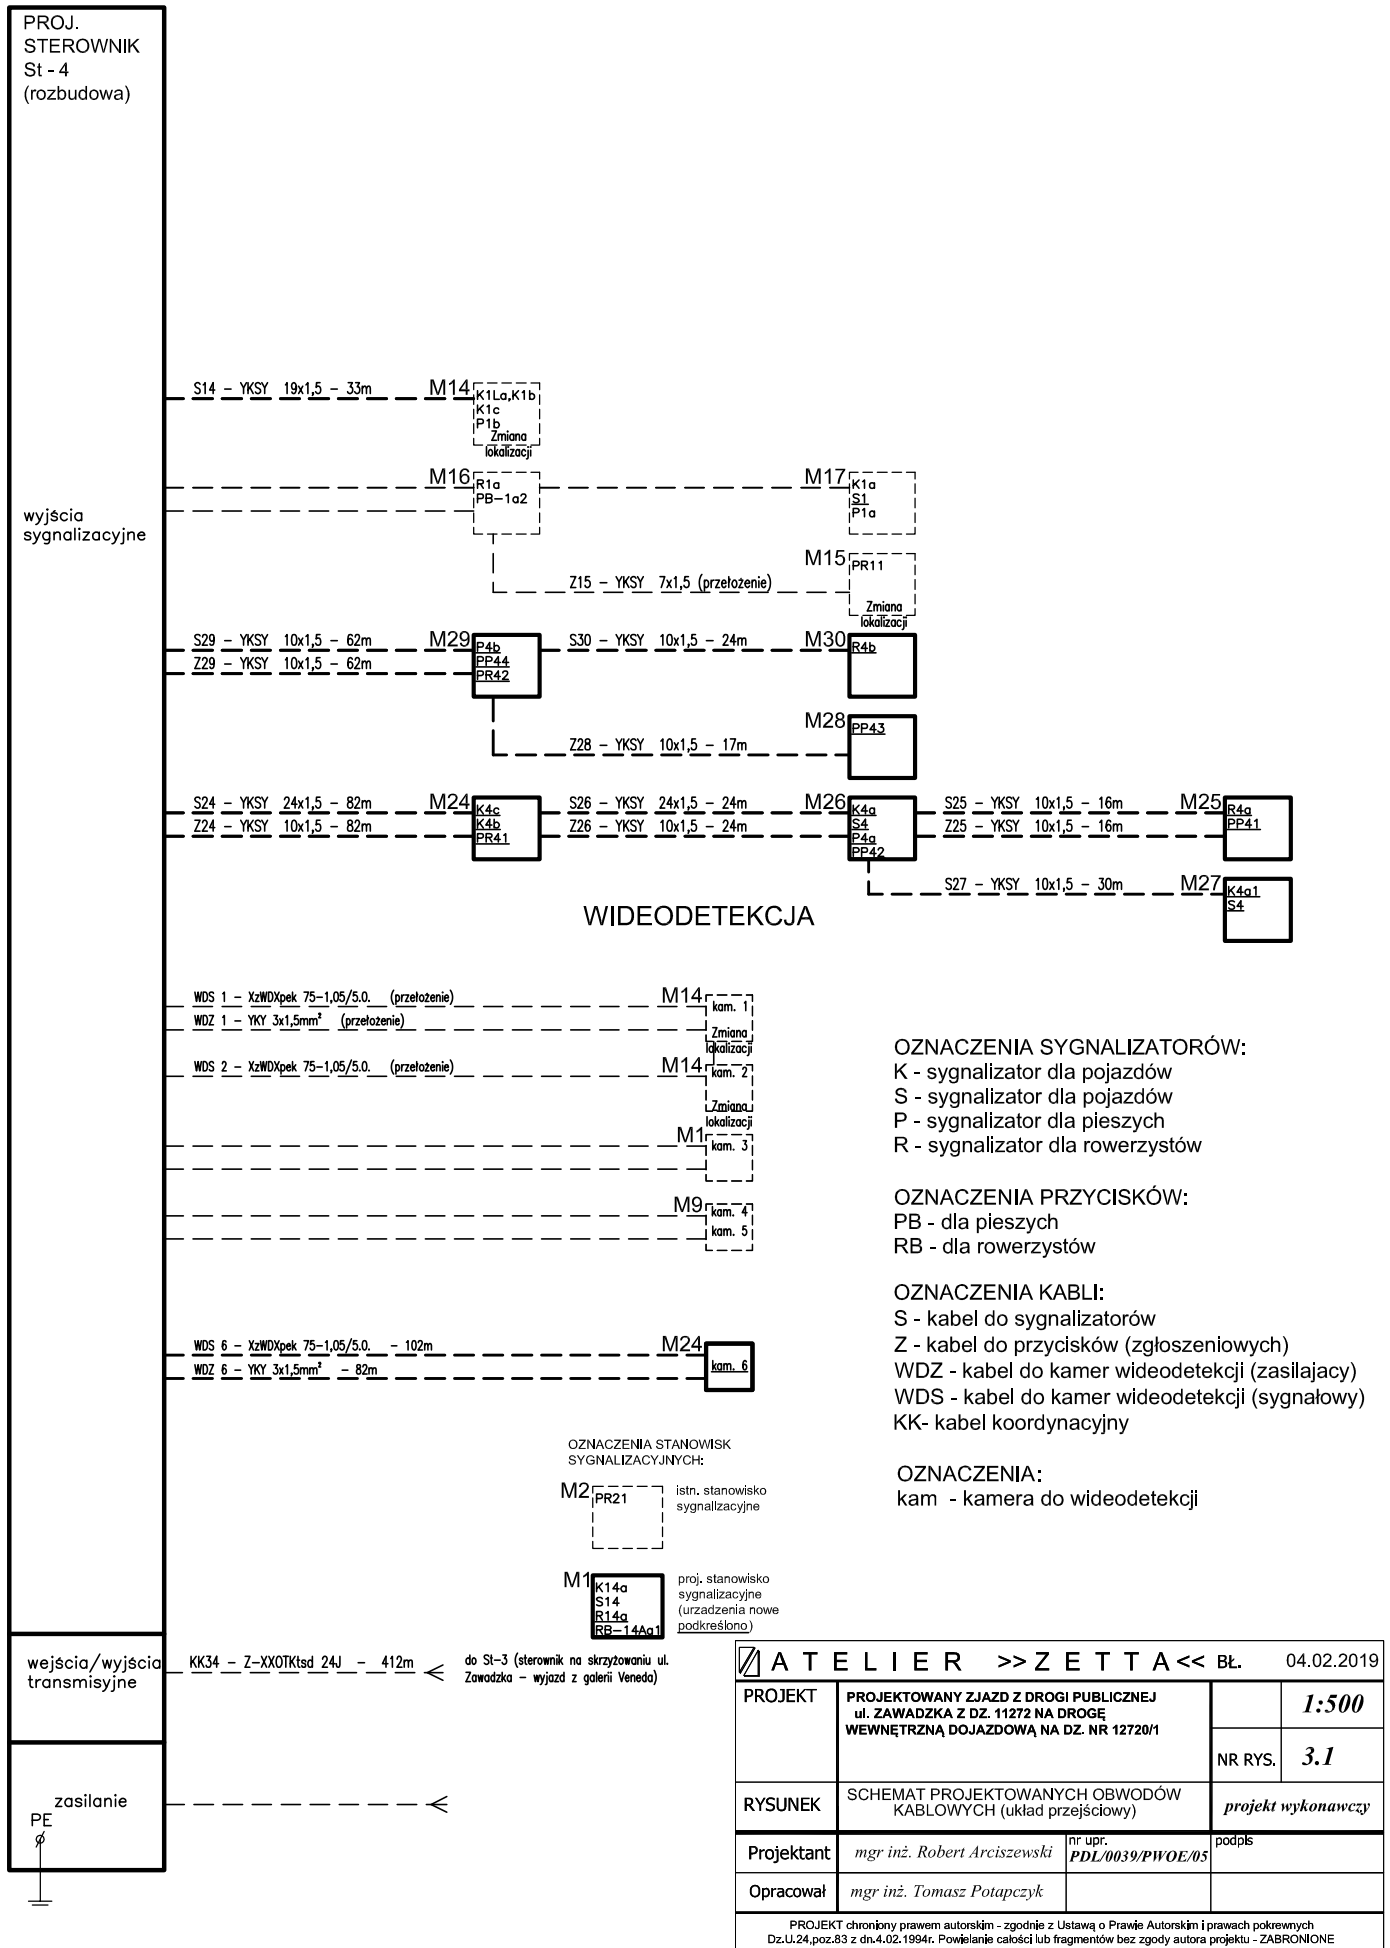 PROJ.
STEROWNIK
St - 4
(rozbudowa)
S14 - YKSY 19x1,5 - 33m
M14
K1La,K1b
K1c
P1b
Zmiana
lokalizacji
wyjścia
sygnalizacyjne
M16
R1a
PB-1a2
M17
K1a
S1
P1a
M15
PR11
Zmiana
lokalizacji
Z15 - YKSY 7x1,5 (przełożenie)
S29 - YKSY 10x1,5 - 62m
Z29 - YKSY 10x1,5 - 62m
M29
P4b
PP44
PR42
S30 - YKSY 10x1,5 - 24m
M30
R4b
Z28 - YKSY 10x1,5 - 17m
M28
PP43
S24 - YKSY 24x1,5 - 82m
Z24 - YKSY 10x1,5 - 82m
M24
K4c
K4b
PR41
S26 - YKSY 24x1,5 - 24m
Z26 - YKSY 10x1,5 - 24m
M26
K4a
S4
P4a
PP42
S25 - YKSY 10x1,5 - 16m
Z25 - YKSY 10x1,5 - 16m
M25
R4a
PP41
S27 - YKSY 10x1,5 - 30m
M27
K4a1
S4
WIDEODETEKCJA
WDS 1 - XzWDXpek 75-1,05/5.0. (przełożenie)
WDZ 1 - YKY 3x1,5mm² (przełożenie)
M14
kam. 1
Zmiana
lokalizacji
WDS 2 - XzWDXpek 75-1,05/5.0. (przełożenie)
M14
kam. 2
Zmiana
lokalizacji
M1
kam. 3
M9
kam. 4
kam. 5
WDS 6 - XzWDXpek 75-1,05/5.0. - 102m
WDZ 6 - YKY 3x1,5mm² - 82m
M24
kam. 6
OZNACZENIA SYGNALIZATORÓW:
K - sygnalizator dla pojazdów
S - sygnalizator dla pojazdów
P - sygnalizator dla pieszych
R - sygnalizator dla rowerzystów
OZNACZENIA PRZYCISKÓW:
PB - dla pieszych
RB - dla rowerzystów
OZNACZENIA KABLI:
S - kabel do sygnalizatorów
Z - kabel do przycisków (zgłoszeniowych)
WDZ - kabel do kamer wideodetekcji (zasilajacy)
WDS - kabel do kamer wideodetekcji (sygnałowy)
KK- kabel koordynacyjny
OZNACZENIA:
kam - kamera do wideodetekcji
OZNACZENIA STANOWISK
SYGNALIZACYJNYCH:
M2
PR21
istn. stanowisko
sygnalizacyjne
M1
K14a
S14
R14a
RB-14Ag1
proj. stanowisko
sygnalizacyjne
(urzadzenia nowe
podkreślono)
wejścia/wyjścia
transmisyjne
KK34 - Z-XXOTKtsd 24J - 412m
do St-3 (sterownik na skrzyżowaniu ul.
Zawadzka - wyjazd z galerii Veneda)
zasilanie
PE
ATELIER >>ZETTA<< BŁ. 04.02.2019
PROJEKT
PROJEKTOWANY ZJAZD Z DROGI PUBLICZNEJ
ul. ZAWADZKA Z DZ. 11272 NA DROGĘ
WEWNĘTRZNĄ DOJAZDOWĄ NA DZ. NR 12720/1
1:500
NR RYS. 3.1
RYSUNEK
SCHEMAT PROJEKTOWANYCH OBWODÓW
KABLOWYCH (układ przejściowy)
projekt wykonawczy
Projektant mgr inż. Robert Arciszewski
nr upr.
PDL/0039/PWOE/05
podpis
Opracował mgr inż. Tomasz Potapczyk
PROJEKT chroniony prawem autorskim - zgodnie z Ustawą o Prawie Autorskim i prawach pokrewnych
Dz.U.24,poz.83 z dn.4.02.1994r. Powielanie całości lub fragmentów bez zgody autora projektu - ZABRONIONE